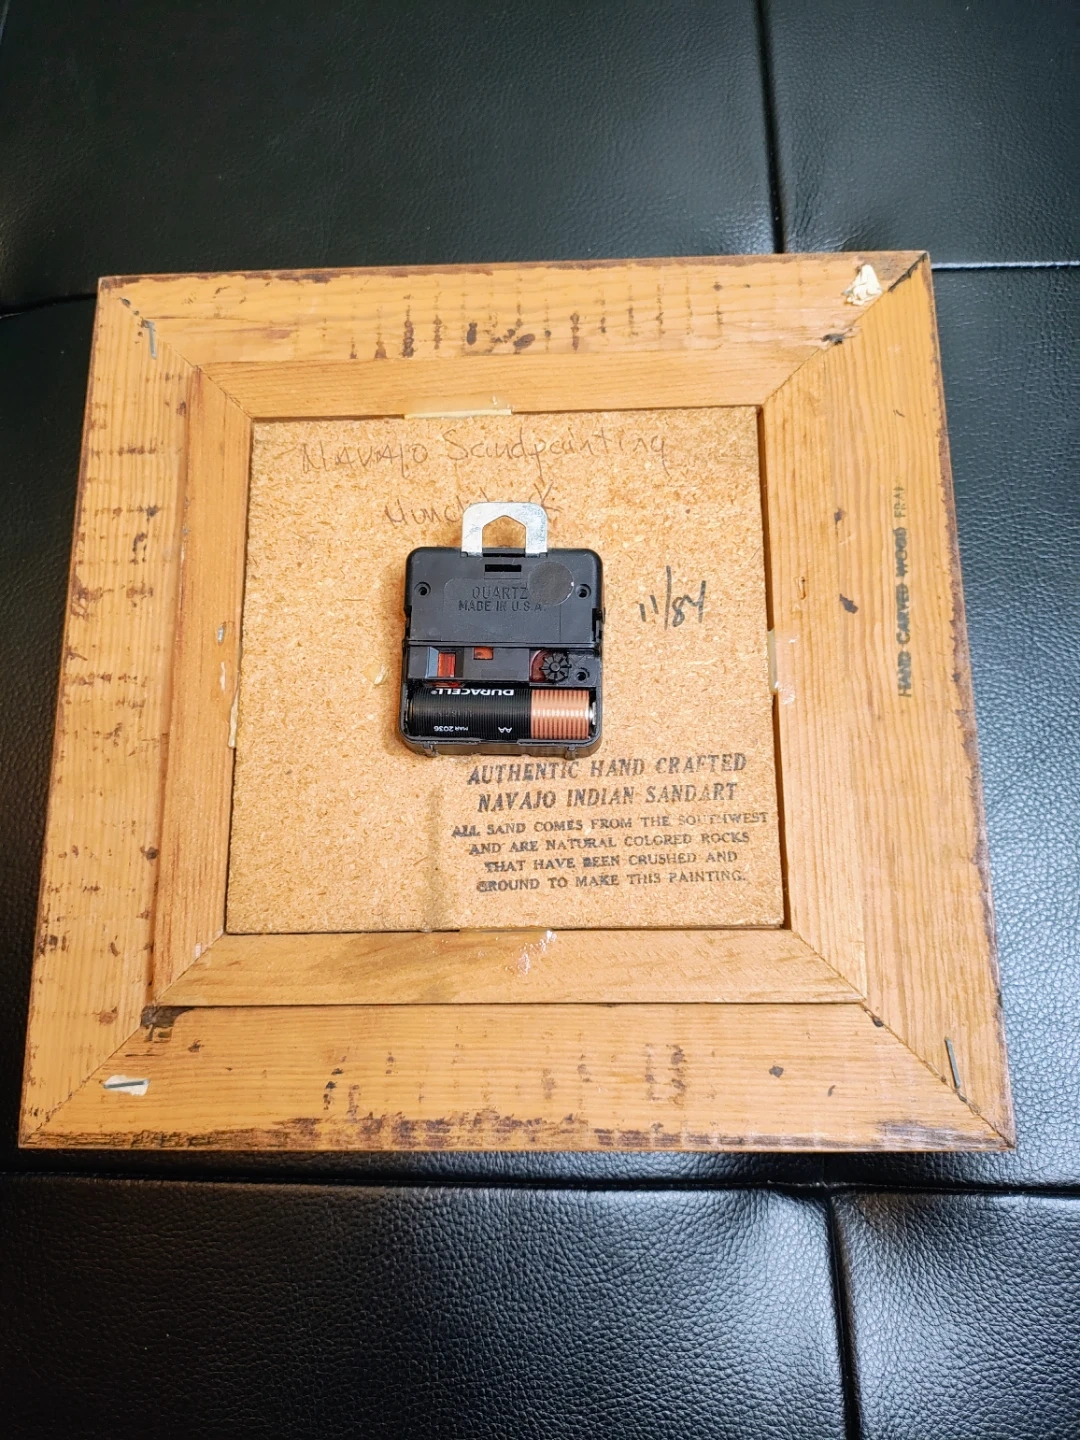 Navajo Sandpainting
11/84
QUARTZ
MADE IN U.S.A.
DURACELL
AA
MAR 2036
AUTHENTIC HAND CRAFTED
NAVAJO INDIAN SANDART
ALL SAND COMES FROM THE SOUTHWEST
AND ARE NATURAL COLORED ROCKS
THAT HAVE BEEN CRUSHED AND
GROUND TO MAKE THIS PAINTING.
HAND CARVED WOOD